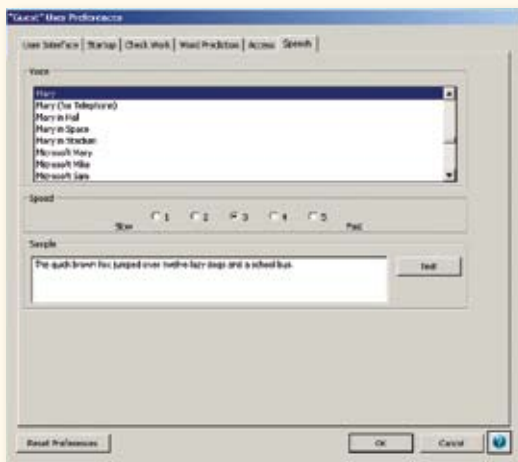 "Guest" User Preferences
User Interface Startup Check Work Word Prediction Access Speech
Voice
Mary
Mary (for Telephone)
Mary in Hall
Mary in Space
Mary in Stadium
Microsoft Mary
Microsoft Mike
Microsoft Sam
Speed
Slow 1 2 3 4 5 Fast
Sample
The quick brown fox jumped over twelve lazy dogs and a school bus.
Test
Reset Preferences OK Cancel ?